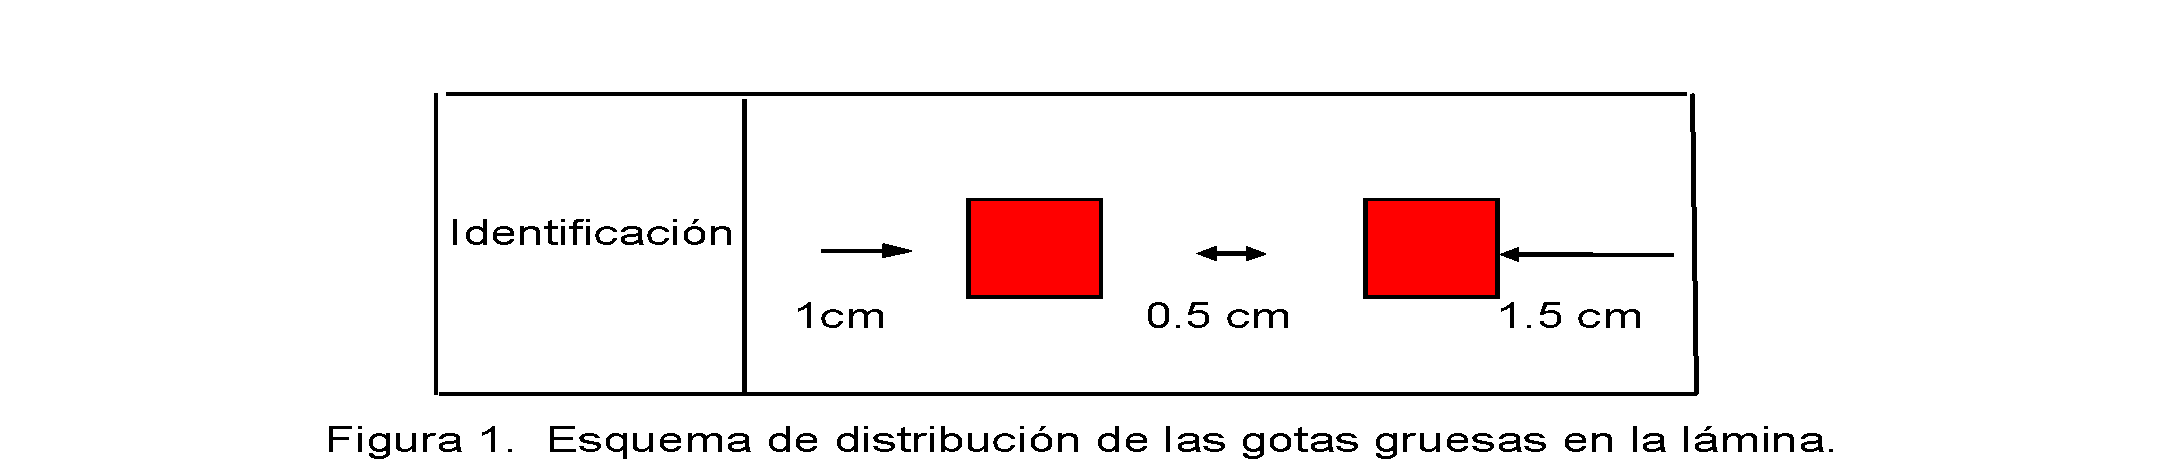 Identificación
1cm
0.5 cm
1.5 cm
Figura 1. Esquema de distribución de las gotas gruesas en la lámina.